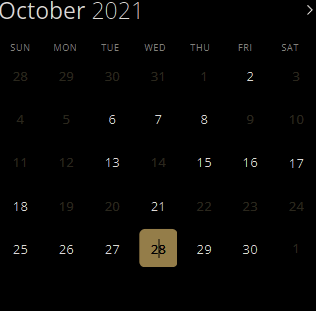 October 2021
SUN MON TUE WED THU FRI SAT
28 29 30 31 1 2 3
4 5 6 7 8 9 10
11 12 13 14 15 16 17
18 19 20 21 22 23 24
25 26 27 28 29 30 1